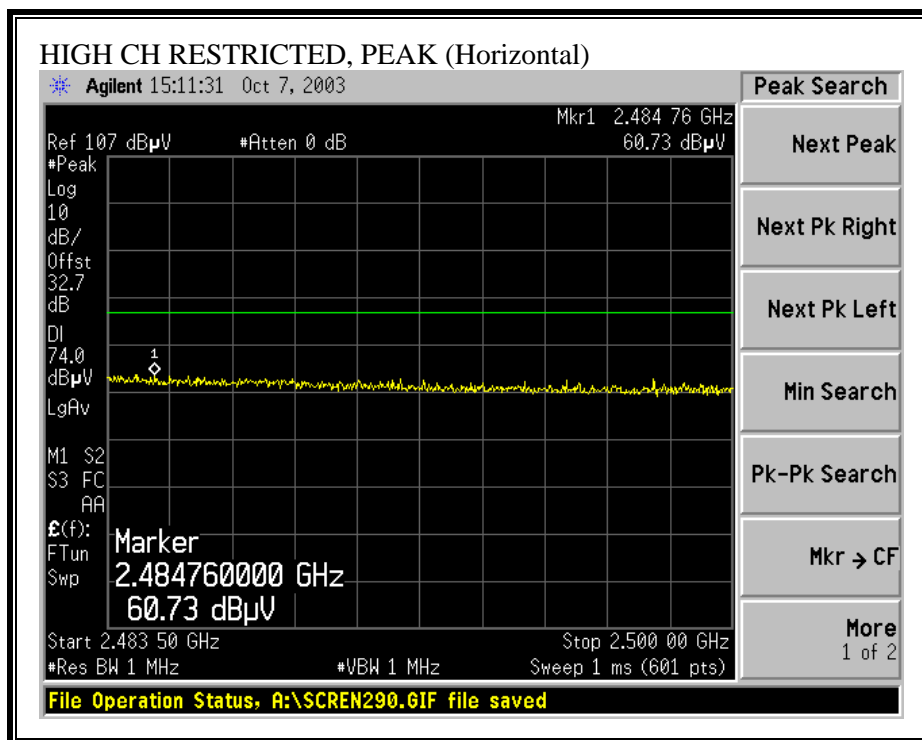 HIGH CH RESTRICTED, PEAK (Horizontal)
Agilent 15:11:31 Oct 7, 2003
Peak Search
Mkr1 2.484 76 GHz
Ref 107 dBµV #Atten 0 dB 60.73 dBµV
#Peak
Log
10
dB/
Offst
32.7
dB
DI
74.0
dBµV
LgAv
M1 S2
S3 FC
AA
£(f):
FTun
Swp
1
Marker
2.484760000 GHz
60.73 dBµV
Start 2.483 50 GHz Stop 2.500 00 GHz
#Res BW 1 MHz #VBW 1 MHz Sweep 1 ms (601 pts)
Next Peak
Next Pk Right
Next Pk Left
Min Search
Pk-Pk Search
Mkr → CF
More
1 of 2
File Operation Status, A:\SCREN290.GIF file saved